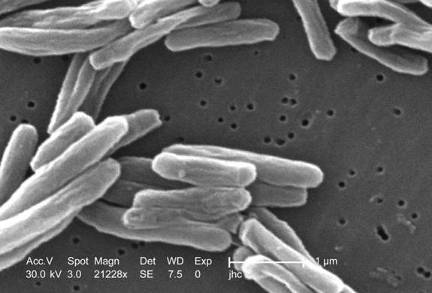 Acc.V Spot Magn Det WD Exp
30.0 kV 3.0 21228x SE 7.5 0 1 µm
jhc